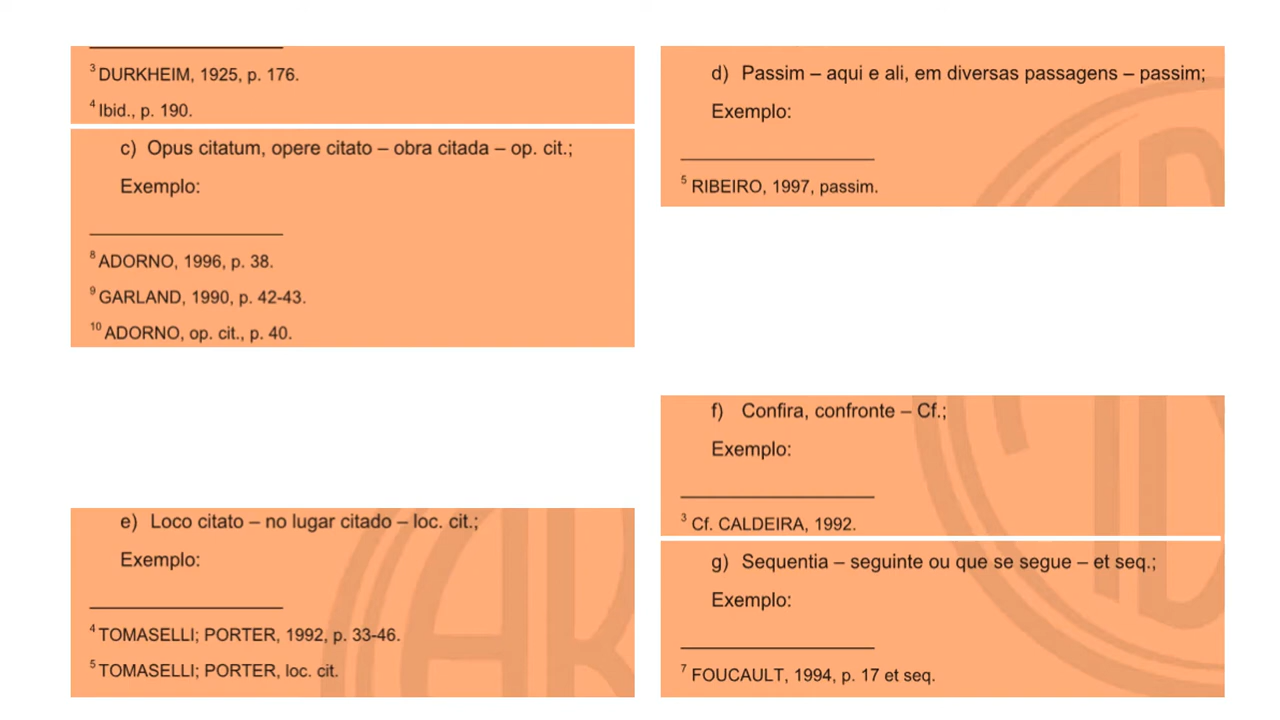 3 DURKHEIM, 1925, p. 176.
4 Ibid., p. 190.
c) Opus citatum, opere citato – obra citada – op. cit.;
Exemplo:
8 ADORNO, 1996, p. 38.
9 GARLAND, 1990, p. 42-43.
10 ADORNO, op. cit., p. 40.
e) Loco citato – no lugar citado – loc. cit.;
Exemplo:
4 TOMASELLI; PORTER, 1992, p. 33-46.
5 TOMASELLI; PORTER, loc. cit.
d) Passim – aqui e ali, em diversas passagens – passim;
Exemplo:
5 RIBEIRO, 1997, passim.
f) Confira, confronte – Cf.;
Exemplo:
3 Cf. CALDEIRA, 1992.
g) Sequentia – seguinte ou que se segue – et seq.;
Exemplo:
7 FOUCAULT, 1994, p. 17 et seq.